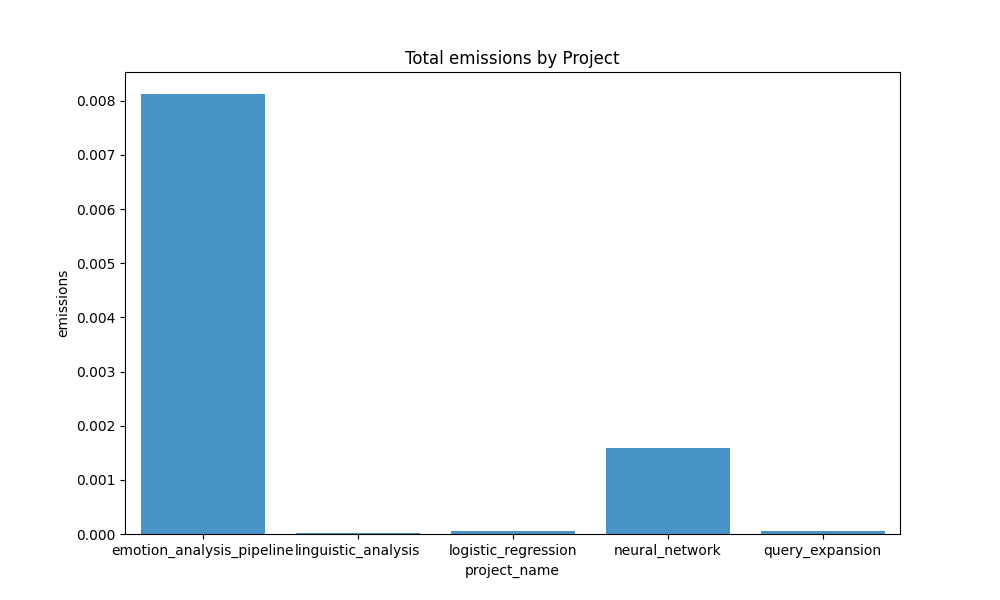 Total emissions by Project
0.008
0.007
0.006
0.005
0.004
0.003
0.002
0.001
0.000
emissions
emotion_analysis_pipeline linguistic_analysis logistic_regression neural_network query_expansion
project_name